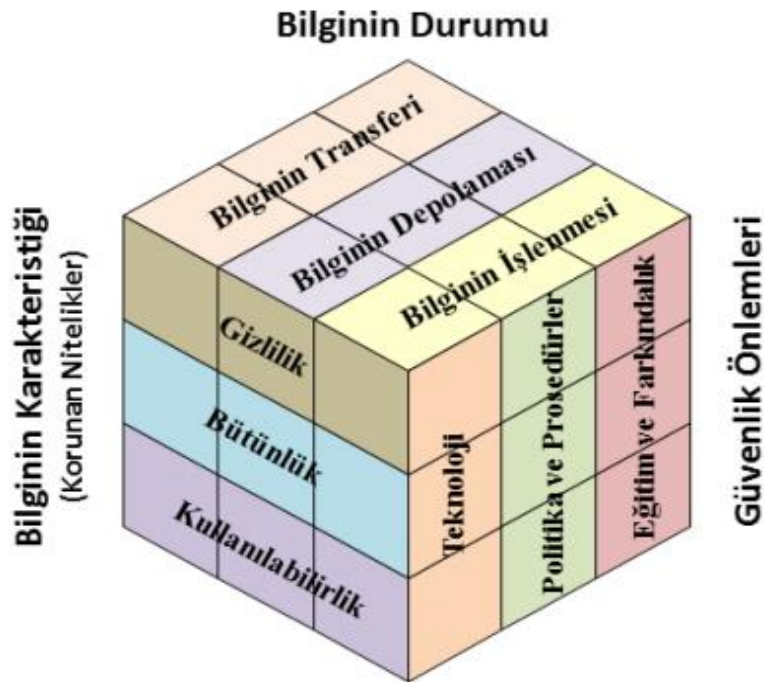 Bilginin Durumu
Bilginin Transferi
Bilginin Depolaması
Bilginin İşlenmesi
Bilginin Karakteristiği
(Korunan Nitelikler)
Gizlilik
Bütünlük
Kullanılabilirlik
Teknoloji
Politika ve Prosedürler
Eğitim ve Farkındalık
Güvenlik Önlemleri